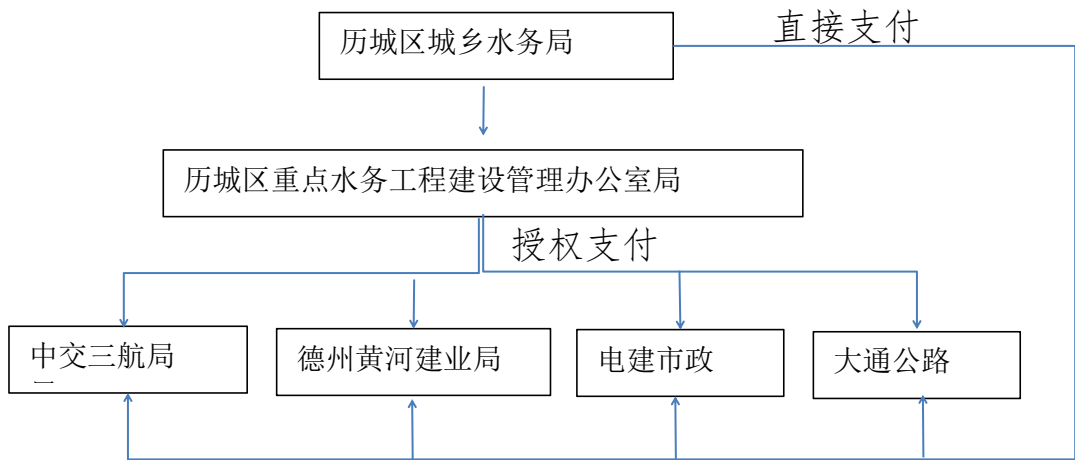 历城区城乡水务局
直接支付
历城区重点水务工程建设管理办公室局
授权支付
中交三航局
德州黄河建业局
电建市政
大通公路